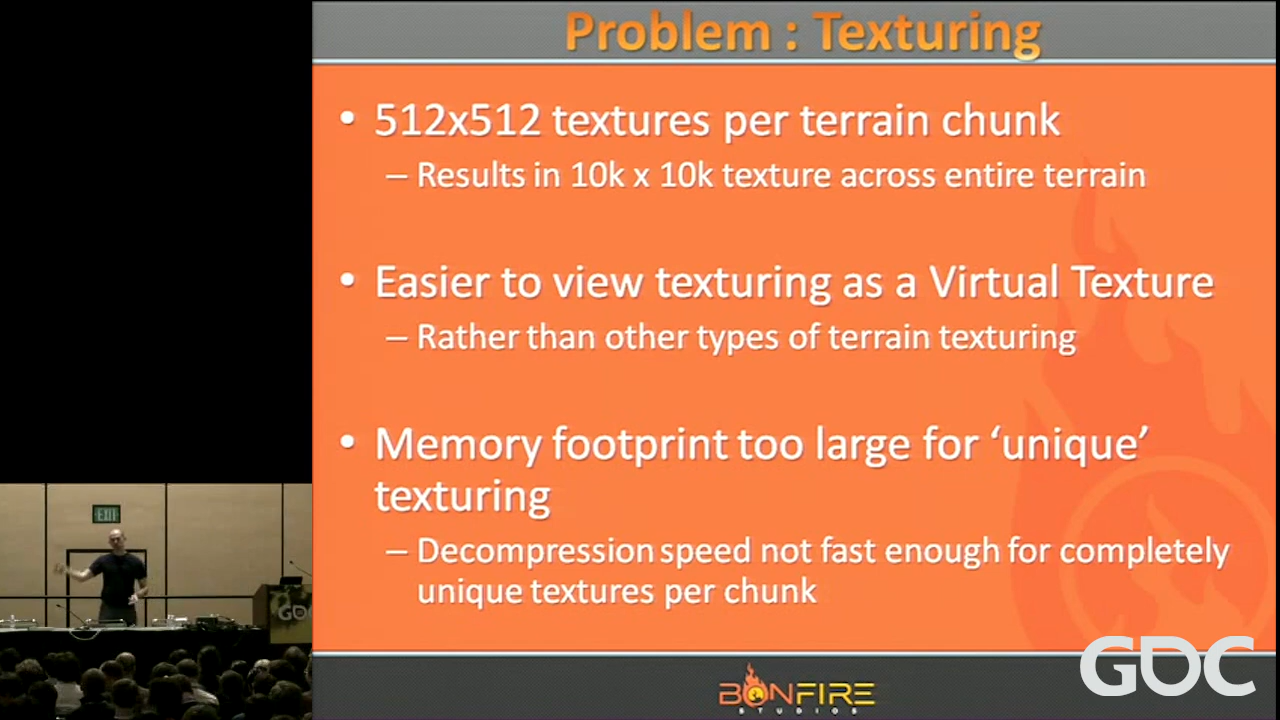 Problem : Texturing
• 512x512 textures per terrain chunk
– Results in 10k x 10k texture across entire terrain
• Easier to view texturing as a Virtual Texture
– Rather than other types of terrain texturing
• Memory footprint too large for ‘unique’
texturing
– Decompression speed not fast enough for completely
unique textures per chunk
EXIT
GDC
BONFIRE
STUDIOS
GDC